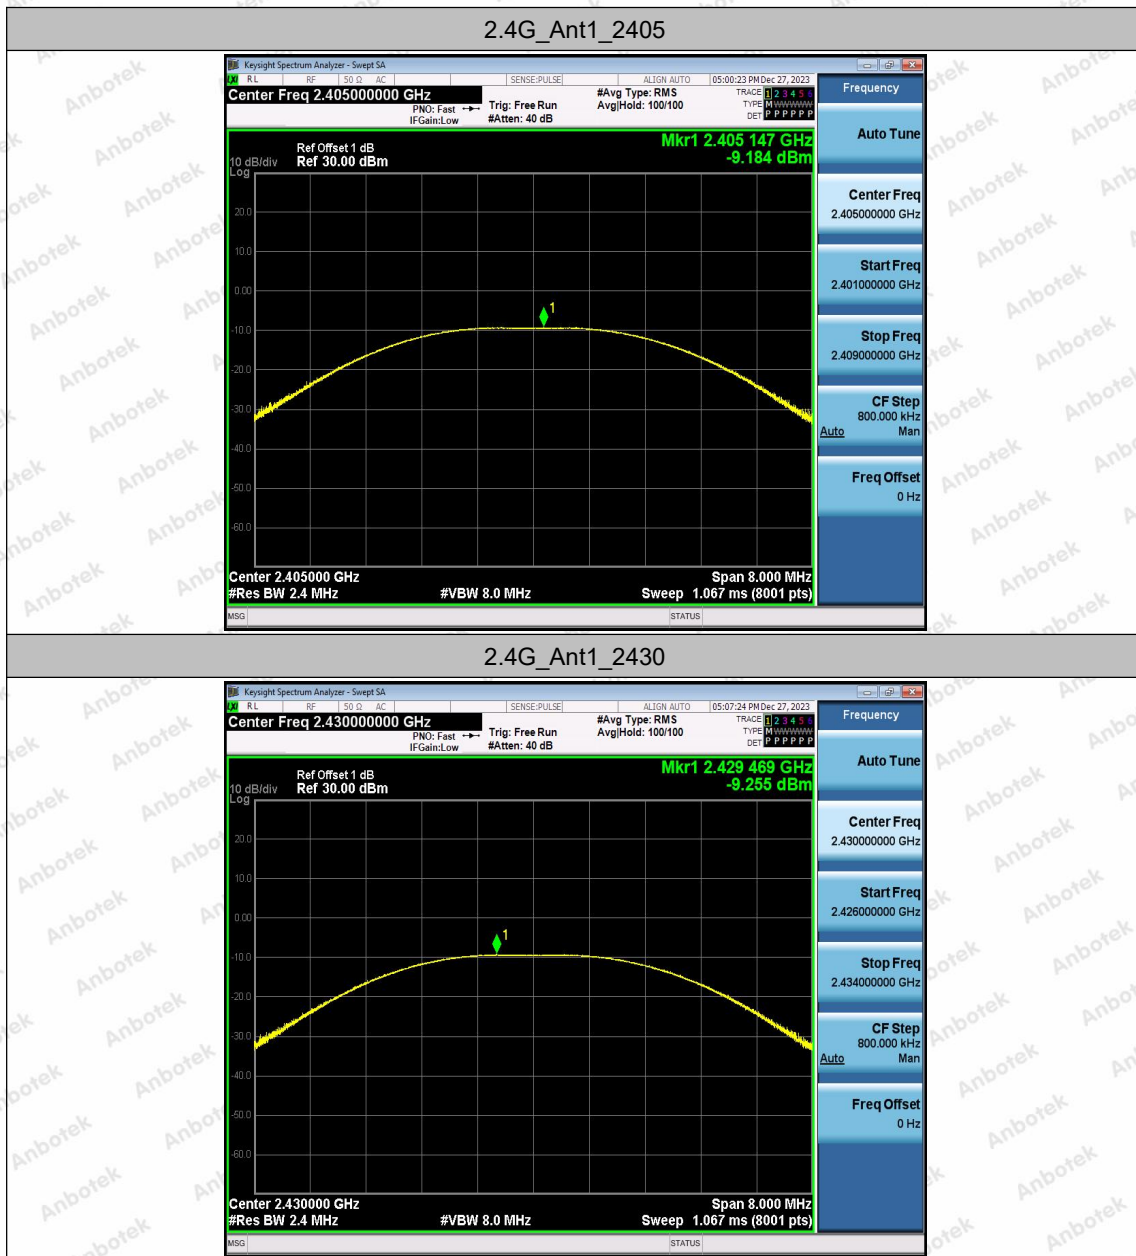 2.4G_Ant1_2405
Keysight Spectrum Analyzer - Swept SA
LXI RL RF 50 Ω AC SENSE:PULSE ALIGN AUTO 05:00:23 PM Dec 27, 2023
Center Freq 2.405000000 GHz
PNO: Fast
IFGain:Low
Trig: Free Run
#Atten: 40 dB
#Avg Type: RMS
Avg|Hold: 100/100
TRACE 1 2 3 4 5 6
TYPE M WWWWW
DET P P P P P P
Mkr1 2.405 147 GHz
-9.184 dBm
Ref Offset 1 dB
10 dB/div Ref 30.00 dBm
Log
20.0
10.0
0.00
-10.0
-20.0
-30.0
-40.0
-50.0
-60.0
1
Center 2.405000 GHz Span 8.000 MHz
#Res BW 2.4 MHz #VBW 8.0 MHz Sweep 1.067 ms (8001 pts)
MSG STATUS
Frequency
Auto Tune
Center Freq
2.405000000 GHz
Start Freq
2.401000000 GHz
Stop Freq
2.409000000 GHz
CF Step
800.000 kHz
Auto Man
Freq Offset
0 Hz
2.4G_Ant1_2430
Keysight Spectrum Analyzer - Swept SA
LXI RL RF 50 Ω AC SENSE:PULSE ALIGN AUTO 05:07:24 PM Dec 27, 2023
Center Freq 2.430000000 GHz
PNO: Fast
IFGain:Low
Trig: Free Run
#Atten: 40 dB
#Avg Type: RMS
Avg|Hold: 100/100
TRACE 1 2 3 4 5 6
TYPE M WWWWW
DET P P P P P P
Mkr1 2.429 469 GHz
-9.255 dBm
Ref Offset 1 dB
10 dB/div Ref 30.00 dBm
Log
20.0
10.0
0.00
-10.0
-20.0
-30.0
-40.0
-50.0
-60.0
1
Center 2.430000 GHz Span 8.000 MHz
#Res BW 2.4 MHz #VBW 8.0 MHz Sweep 1.067 ms (8001 pts)
MSG STATUS
Frequency
Auto Tune
Center Freq
2.430000000 GHz
Start Freq
2.426000000 GHz
Stop Freq
2.434000000 GHz
CF Step
800.000 kHz
Auto Man
Freq Offset
0 Hz
Anbotek